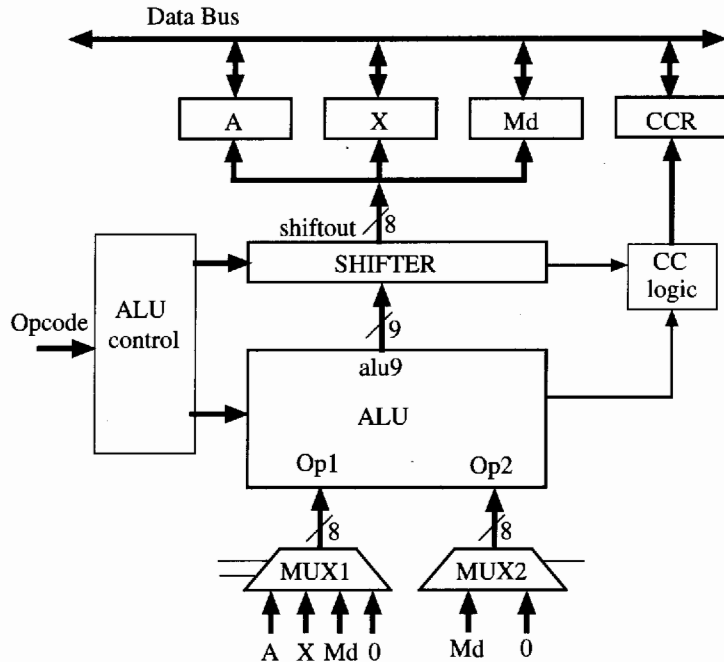 Data Bus
A
X
Md
CCR
shiftout
8
SHIFTER
CC
logic
Opcode
ALU
control
9
alu9
ALU
Op1
Op2
8
8
MUX1
MUX2
A X Md 0
Md 0